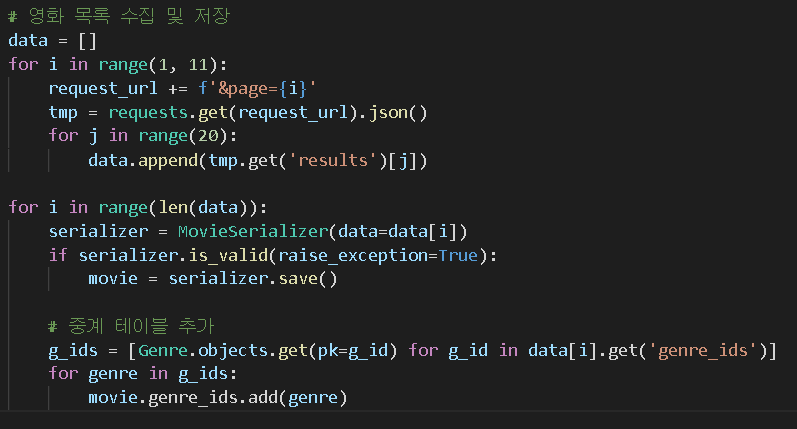 # 영화 목록 수집 및 저장
data = []
for i in range(1, 11):
    request_url += f'&page={i}'
    tmp = requests.get(request_url).json()
    for j in range(20):
        data.append(tmp.get('results')[j])

for i in range(len(data)):
    serializer = MovieSerializer(data=data[i])
    if serializer.is_valid(raise_exception=True):
        movie = serializer.save()

    # 중계 테이블 추가
    g_ids = [Genre.objects.get(pk=g_id) for g_id in data[i].get('genre_ids')]
    for genre in g_ids:
        movie.genre_ids.add(genre)